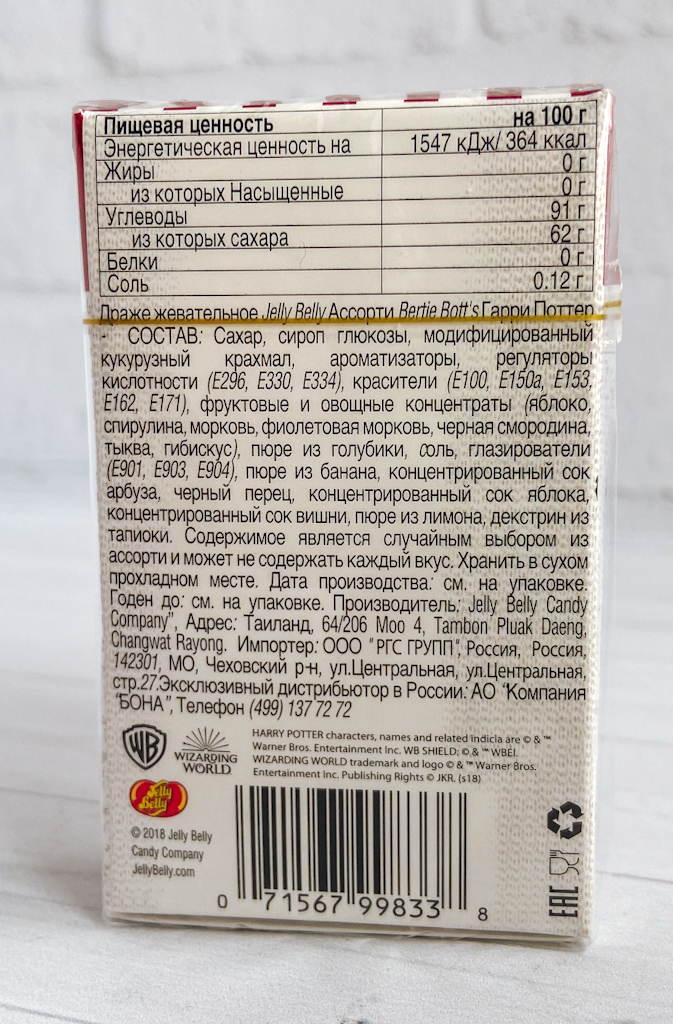 Пищевая ценность на 100 г
Энергетическая ценность на 1547 кДж/ 364 ккал
Жиры 0 г
из которых Насыщенные 0 г
Углеводы 91 г
из которых сахара 62 г
Белки 0 г
Соль 0.12 г
Драже жевательное Jelly Belly Ассорти Bertie Bott's Гарри Поттер
- СОСТАВ: Сахар, сироп глюкозы, модифицированный
кукурузный крахмал, ароматизаторы, регуляторы
кислотности (E296, E330, E334), красители (E100, E150a, E153,
E162, E171), фруктовые и овощные концентраты (яблоко,
спирулина, морковь, фиолетовая морковь, черная смородина,
тыква, гибискус), пюре из голубики, соль, глазирователи
(E901, E903, E904), пюре из банана, концентрированный сок
арбуза, черный перец, концентрированный сок яблока,
концентрированный сок вишни, пюре из лимона, декстрин из
тапиоки. Содержимое является случайным выбором из
ассорти и может не содержать каждый вкус. Хранить в сухом
прохладном месте. Дата производства: см. на упаковке.
Годен до: см. на упаковке. Производитель: Jelly Belly Candy
Company", Адрес: Таиланд, 64/206 Moo 4, Tambon Pluak Daeng,
Changwat Rayong. Импортер: ООО "РГС ГРУПП", Россия, Россия,
142301, МО, Чеховский р-н, ул.Центральная, ул.Центральная,
стр.27.Эксклюзивный дистрибьютор в России: АО "Компания
"БОНА", Телефон (499) 137 72 72
WB
WIZARDING
WORLD
HARRY POTTER characters, names and related indicia are © & ™
Warner Bros. Entertainment Inc. WB SHIELD: © & ™ WBEI.
WIZARDING WORLD trademark and logo © & ™ Warner Bros.
Entertainment Inc. Publishing Rights © JKR. (s18)
Jelly
Belly
© 2018 Jelly Belly
Candy Company
JellyBelly.com
0 71567 99833 8
EAC